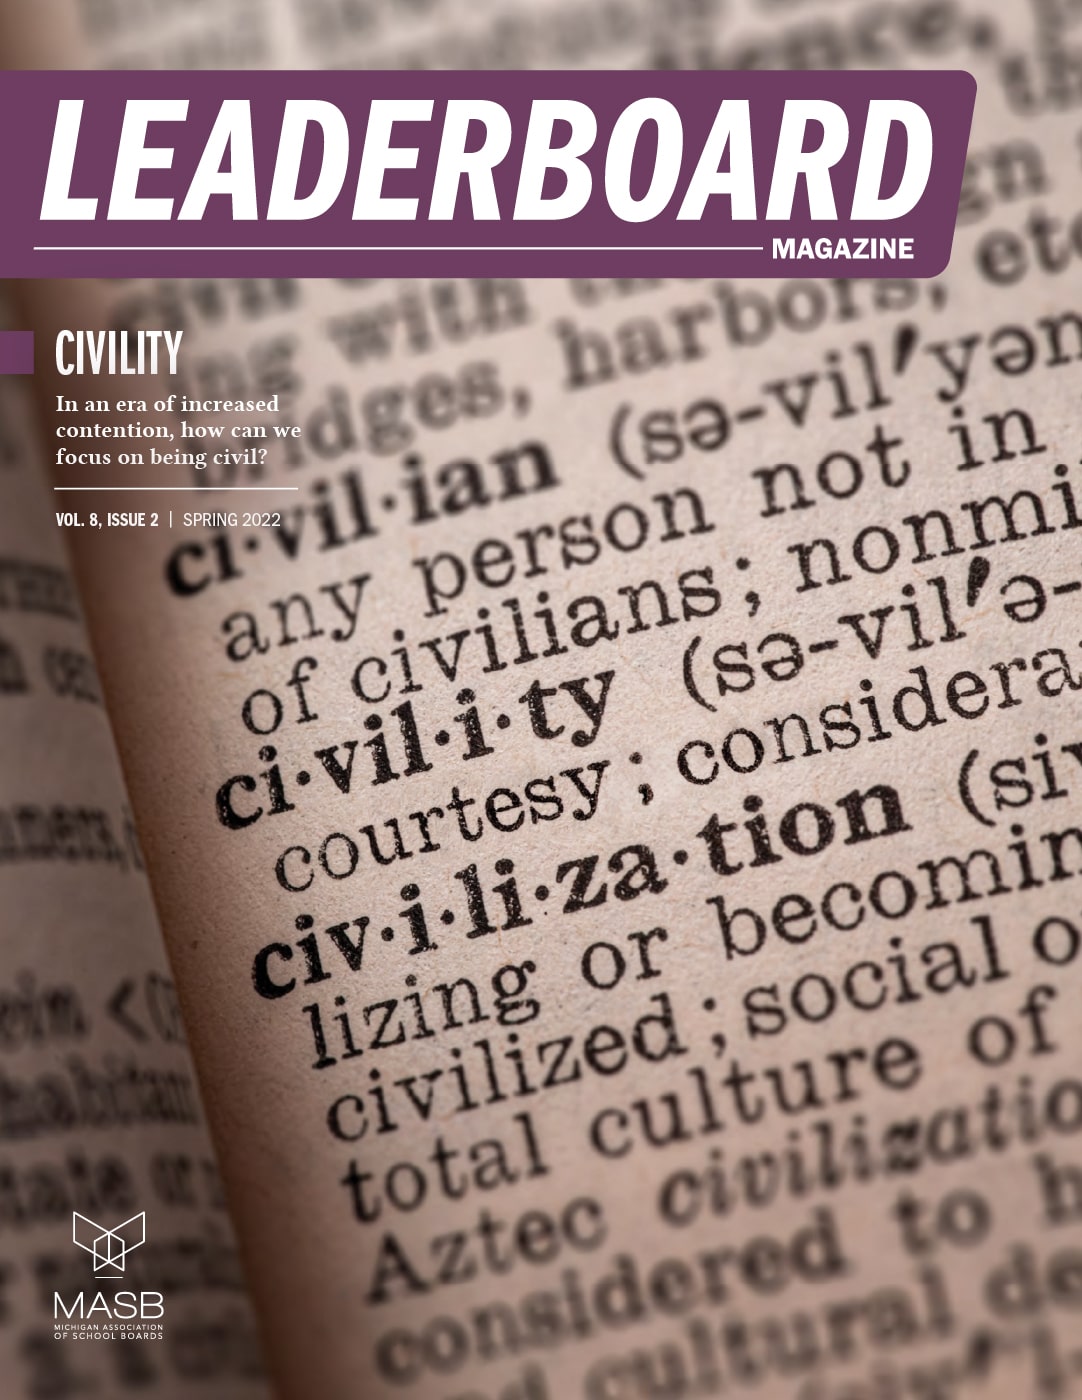 LEADERBOARD
MAGAZINE
CIVILITY
In an era of increased
contention, how can we
focus on being civil?
VOL. 8, ISSUE 2 | SPRING 2022
with
harbors, etc
ci·vil·ian (sə-vil′yən
any person not in
of civilians; nonmi
ci·vil·i·ty (sə-vil′ə-
courtesy; considera
civ·i·li·za·tion (siv
lizing or becomin
civilized; social o
total culture of
Aztec civilizatio
considered to
cultural de
MASB
MICHIGAN ASSOCIATION
OF SCHOOL BOARDS